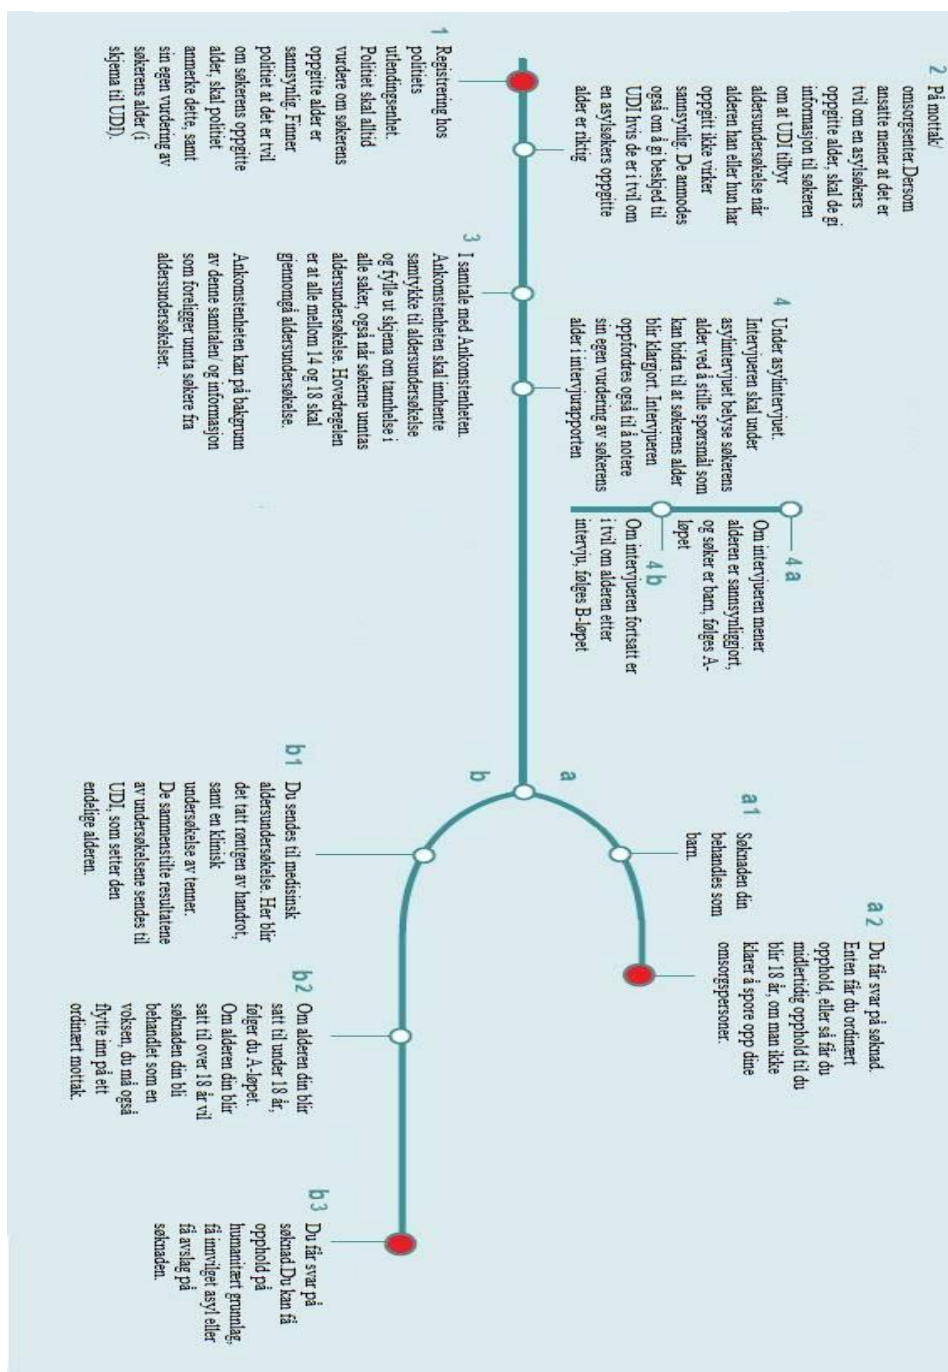 1 Registrering hos
politiets
utlendingsenhet.
Politiet skal alltid
vurdere om søkerens
oppgitte alder er
sannsynlig. Finner
politiet at det er tvil
om søkerens oppgitte
alder, skal politiet
anmerke dette, samt
sin egen vurdering av
søkerens alder (i
skjema til UDI).
2 På mottak/
omsorgsenter.Dersom
ansatte mener at det er
tvil om en asylsøkers
oppgitte alder, skal de gi
informasjon til søkeren
om at UDI tilbyr
aldersundersøkelse når
alderen han eller hun har
oppgitt ikke virker
sannsynlig. De anmodes
også om å gi beskjed til
UDI hvis de er i tvil om
en asylsøkers oppgitte
alder er riktig
3 I samtale med Ankomstenheten.
Ankomstenheten skal innhente
samtykke til aldersundersøkelse
og fylle ut skjema om tannhelse i
alle saker, også når søkerne unntas
aldersundersøkelse. Hovedregelen
er at alle mellom 14 og 18 skal
gjennomgå aldersundersøkelse.
Ankomstenheten kan på bakgrunn
av denne samtalen/ og informasjon
som foreligger unnta søkere fra
aldersundersøkelser.
4 Under asylintervjuet.
Intervjueren skal under
asylintervjuet belyse søkerens
alder ved å stille spørsmål som
kan bidra til at søkerens alder
blir klargjort. Intervjueren
oppfordres også til å notere
sin egen vurdering av søkerens
alder i intervjurapporten
4 a
Om intervjueren mener
alderen er sannsynliggjort,
og søker er barn, følges A-
løpet
4 b
Om intervjueren fortsatt er
i tvil om alderen etter
intervju, følges B-løpet
a
b
a 1 Søknaden din
behandles som
barn.
a 2 Du får svar på søknad.
Enten får du ordinært
opphold, eller så får du
midlertidig opphold til du
blir 18 år, om man ikke
klarer å spore opp dine
omsorgspersoner.
b 1 Du sendes til medisinsk
aldersundersøkelse. Her blir
det tatt røntgen av handrot,
samt en klinisk
undersøkelse av tenner.
De sammenstilte resultatene
av undersøkelsene sendes til
UDI, som setter den
endelige alderen.
b 2 Om alderen din blir
satt til under 18 år,
følger du A-løpet.
Om alderen din blir
satt til over 18 år vil
søknaden din bli
behandlet som en
voksen, du må også
flytte inn på ett
ordinært mottak.
b 3 Du får svar på
søknad.Du kan få
opphold på
humanitært grunnlag,
få innvilget asyl eller
få avslag på
søknaden.